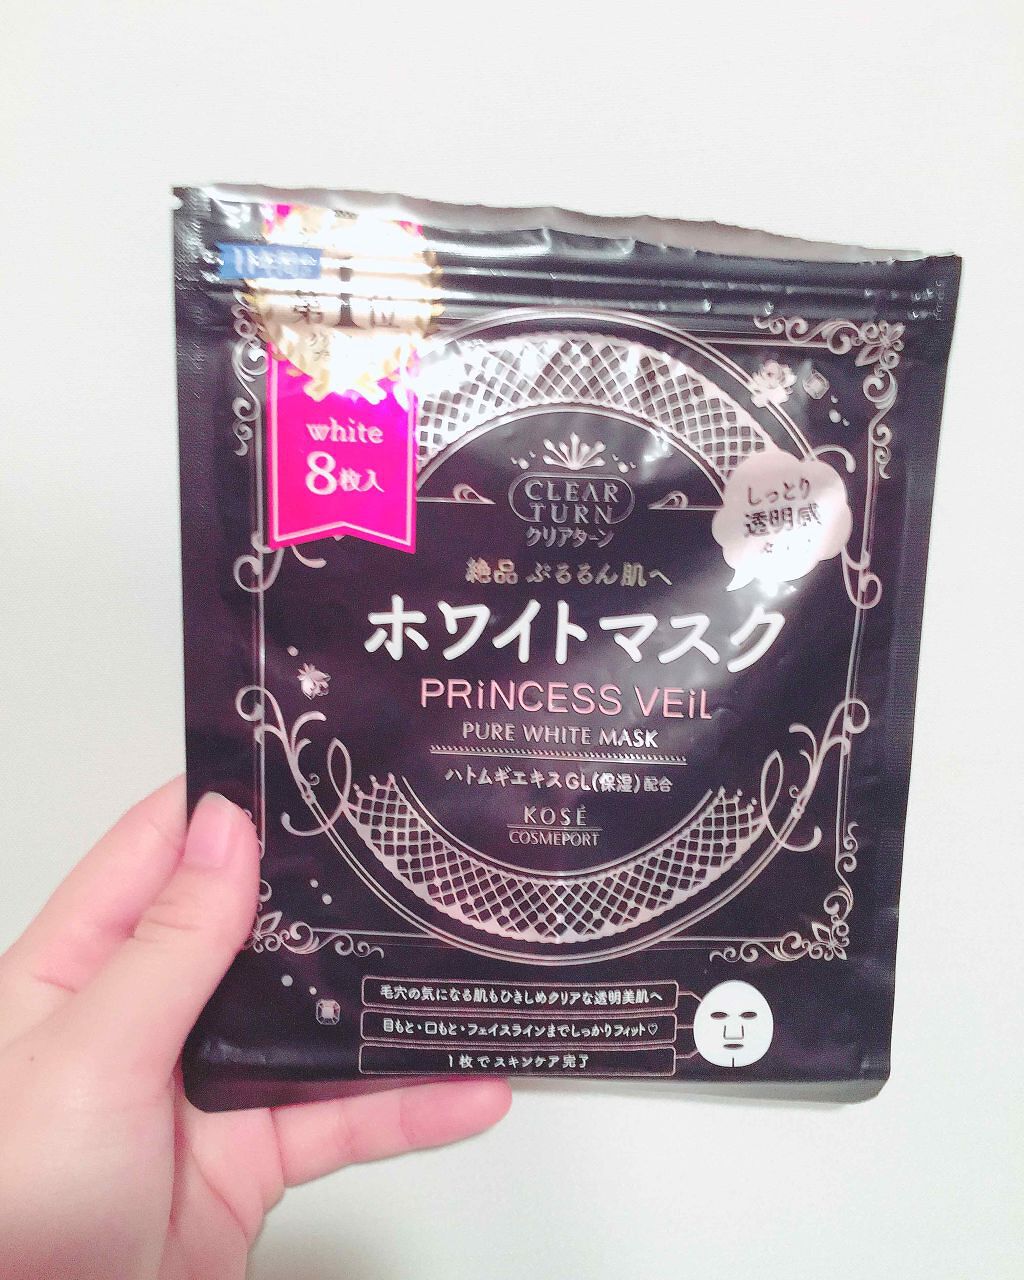 第1位
white
8枚入
CLEAR
TURN
クリアターン
しっとり
透明感
絶品 ぷるるん肌へ
ホワイトマスク
PRiNCESS VEiL
PURE WHITE MASK
ハトムギエキスGL(保湿)配合
KOSÉ
COSMEPORT
毛穴の気になる肌もひきしめクリアな透明美肌へ
目もと・口もと・フェイスラインまでしっかりフィット♡
1枚でスキンケア完了